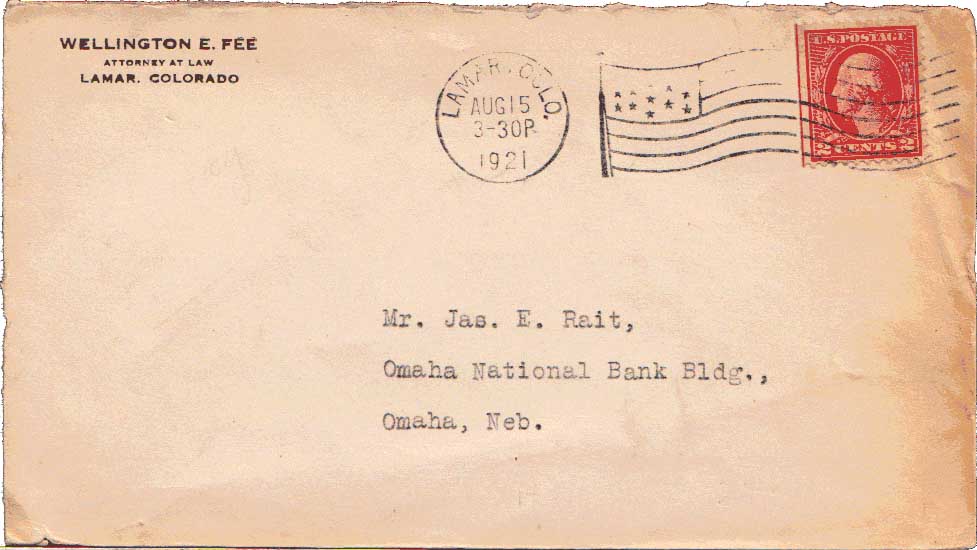 WELLINGTON E. FEE
ATTORNEY AT LAW
LAMAR, COLORADO
LAMAR, COLO.
AUG 15
3-30P
1921
U.S. POSTAGE
2 CENTS 2
Mr. Jas. E. Rait,
Omaha National Bank Bldg.,
Omaha, Neb.